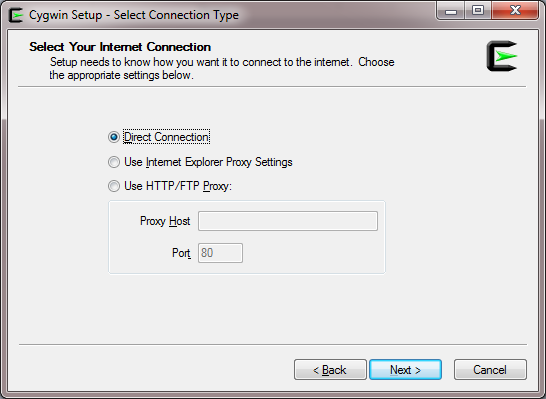 Cygwin Setup - Select Connection Type
Select Your Internet Connection
Setup needs to know how you want it to connect to the internet.  Choose
the appropriate settings below.
Direct Connection
Use Internet Explorer Proxy Settings
Use HTTP/FTP Proxy:
Proxy Host
Port 80
< Back Next > Cancel